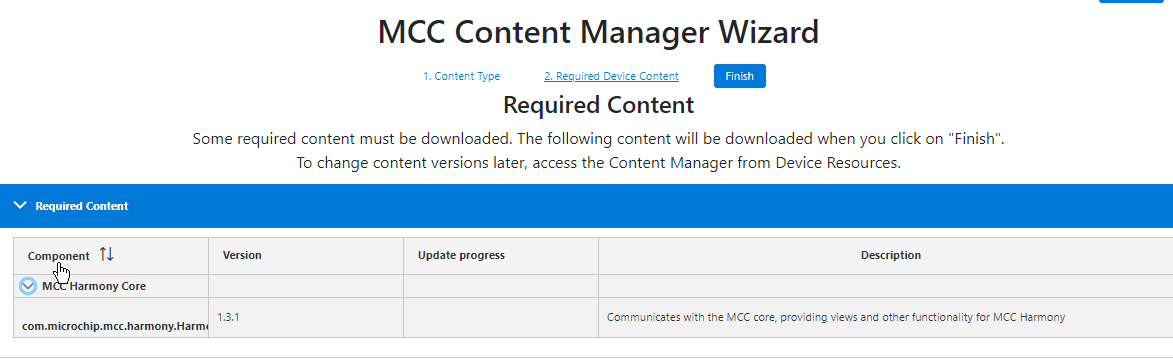 MCC Content Manager Wizard
1. Content Type 2. Required Device Content Finish
Required Content
Some required content must be downloaded. The following content will be downloaded when you click on "Finish".
To change content versions later, access the Content Manager from Device Resources.
Required Content
Component Version Update progress Description
MCC Harmony Core
com.microchip.mcc.harmony.Harmo 1.3.1 Communicates with the MCC core, providing views and other functionality for MCC Harmony